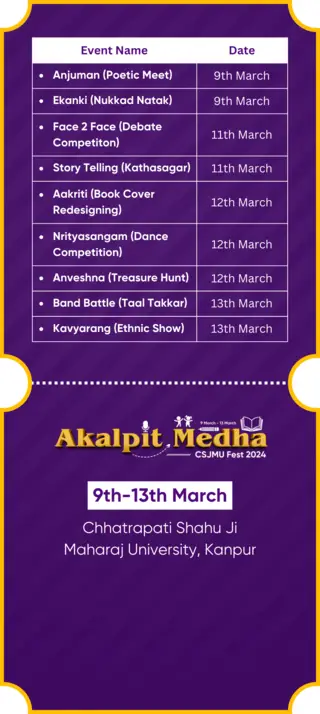 Event Name Date
• Anjuman (Poetic Meet) 9th March
• Ekanki (Nukkad Natak) 9th March
• Face 2 Face (Debate
Competiton) 11th March
• Story Telling (Kathasagar) 11th March
• Aakriti (Book Cover
Redesigning) 12th March
• Nrityasangam (Dance
Competition) 12th March
• Anveshna (Treasure Hunt) 12th March
• Band Battle (Taal Takkar) 13th March
• Kavyarang (Ethnic Show) 13th March
9 March - 13 March
Akalpit Medha
CSJMU Fest 2024
9th-13th March
Chhatrapati Shahu Ji
Maharaj University, Kanpur